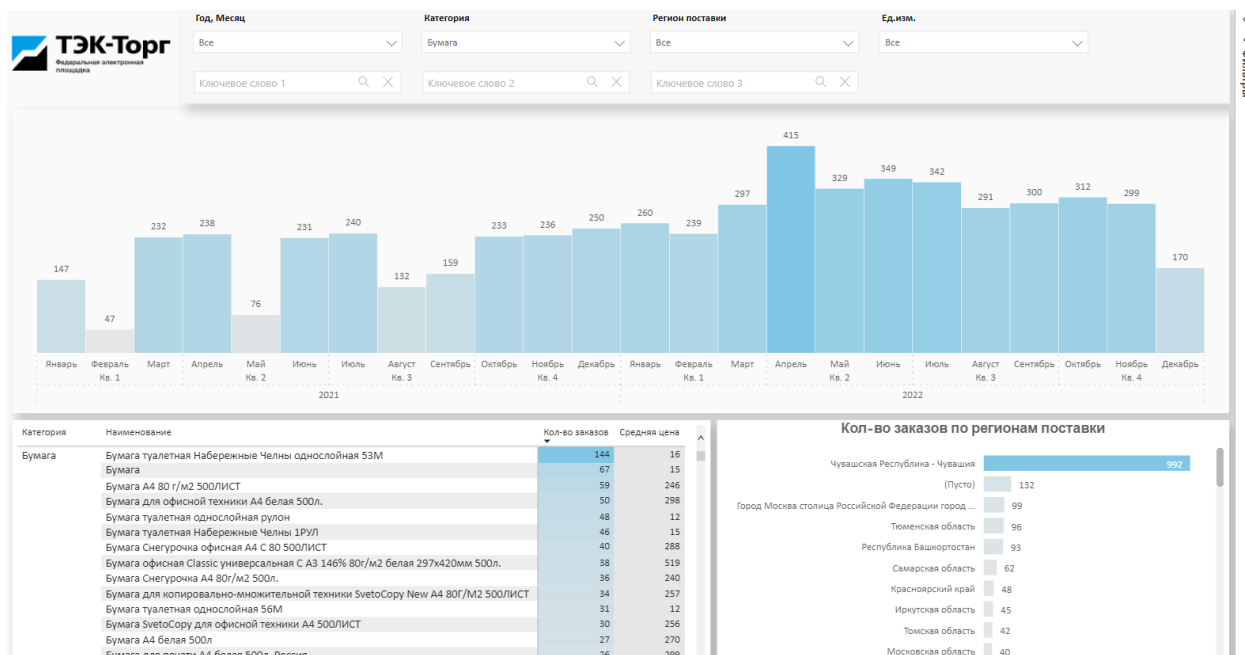 Год, Месяц Категория Регион поставки Ед.изм.
ТЭК-Торг
Федеральная электронная
площадка
Все Бумага Все Все
Ключевое слово 1 Ключевое слово 2 Ключевое слово 3
Фильтры
147 47 232 238 76 231 240 132 159 233 236 250 260 239 297 415 329 349 342 291 300 312 299 170
Январь Февраль Март Апрель Май Июнь Июль Август Сентябрь Октябрь Ноябрь Декабрь Январь Февраль Март Апрель Май Июнь Июль Август Сентябрь Октябрь Ноябрь Декабрь
Кв. 1 Кв. 2 Кв. 3 Кв. 4 Кв. 1 Кв. 2 Кв. 3 Кв. 4
2021 2022
Категория Наименование Кол-во заказов Средняя цена
Бумага Бумага туалетная Набережные Челны однослойная 53М 144 16
Бумага 67 15
Бумага А4 80 г/м2 500ЛИСТ 59 246
Бумага для офисной техники А4 белая 500л. 50 298
Бумага туалетная однослойная рулон 48 12
Бумага туалетная Набережные Челны 1РУЛ 46 15
Бумага Снегурочка офисная А4 С 80 500ЛИСТ 40 288
Бумага офисная Classic универсальная С А3 146% 80г/м2 белая 297х420мм 500л. 38 519
Бумага Снегурочка А4 80г/м2 500л. 36 240
Бумага для копировально-множительной техники SvetoCopy New А4 80Г/М2 500ЛИСТ 34 257
Бумага туалетная однослойная 56М 31 12
Бумага SvetoCopy для офисной техники А4 500ЛИСТ 30 256
Бумага А4 белая 500л 27 270
Бумага для печати А4 белая 500л. Россия 26 299
Кол-во заказов по регионам поставки
Чувашская Республика - Чувашия 992
(Пусто) 132
Город Москва столица Российской Федерации город ... 99
Тюменская область 96
Республика Башкортостан 93
Самарская область 62
Красноярский край 48
Иркутская область 45
Томская область 42
Московская область 40